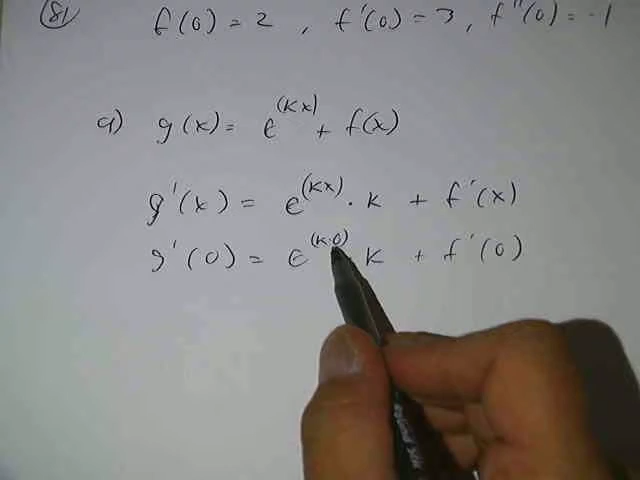 81 f(0) = 2 , f'(0) = 3, f''(0) = -1
a) g(x) = e^(kx) + f(x)
g'(x) = e^(kx) · k + f'(x)
g'(0) = e^(k·0) k + f'(0)